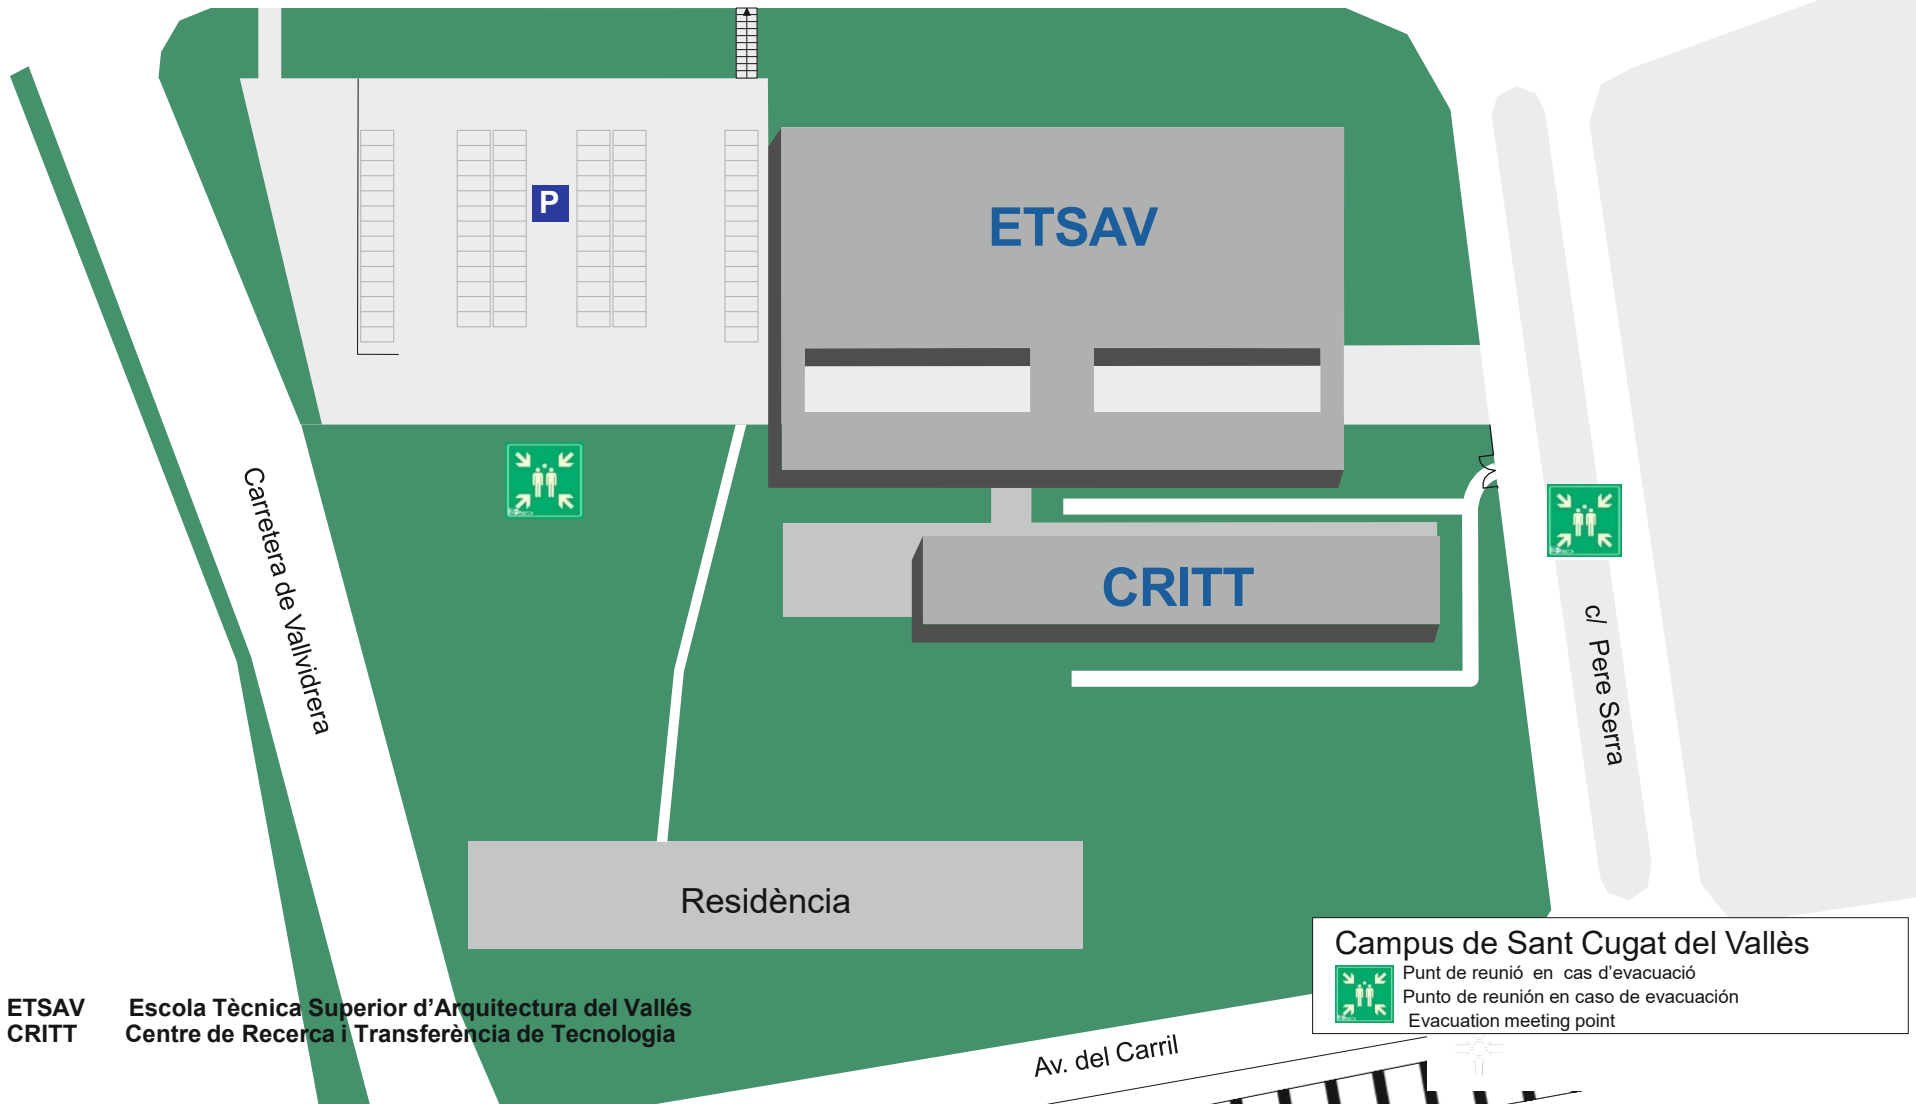 P
ETSAV
CRITT
Carretera de Vallvidrera
c/ Pere Serra
Residència
Campus de Sant Cugat del Vallès
Punt de reunió en cas d’evacuació
Punto de reunión en caso de evacuación
Evacuation meeting point
ETSAV Escola Tècnica Superior d’Arquitectura del Vallés
CRITT Centre de Recerca i Transferència de Tecnologia
Av. del Carril